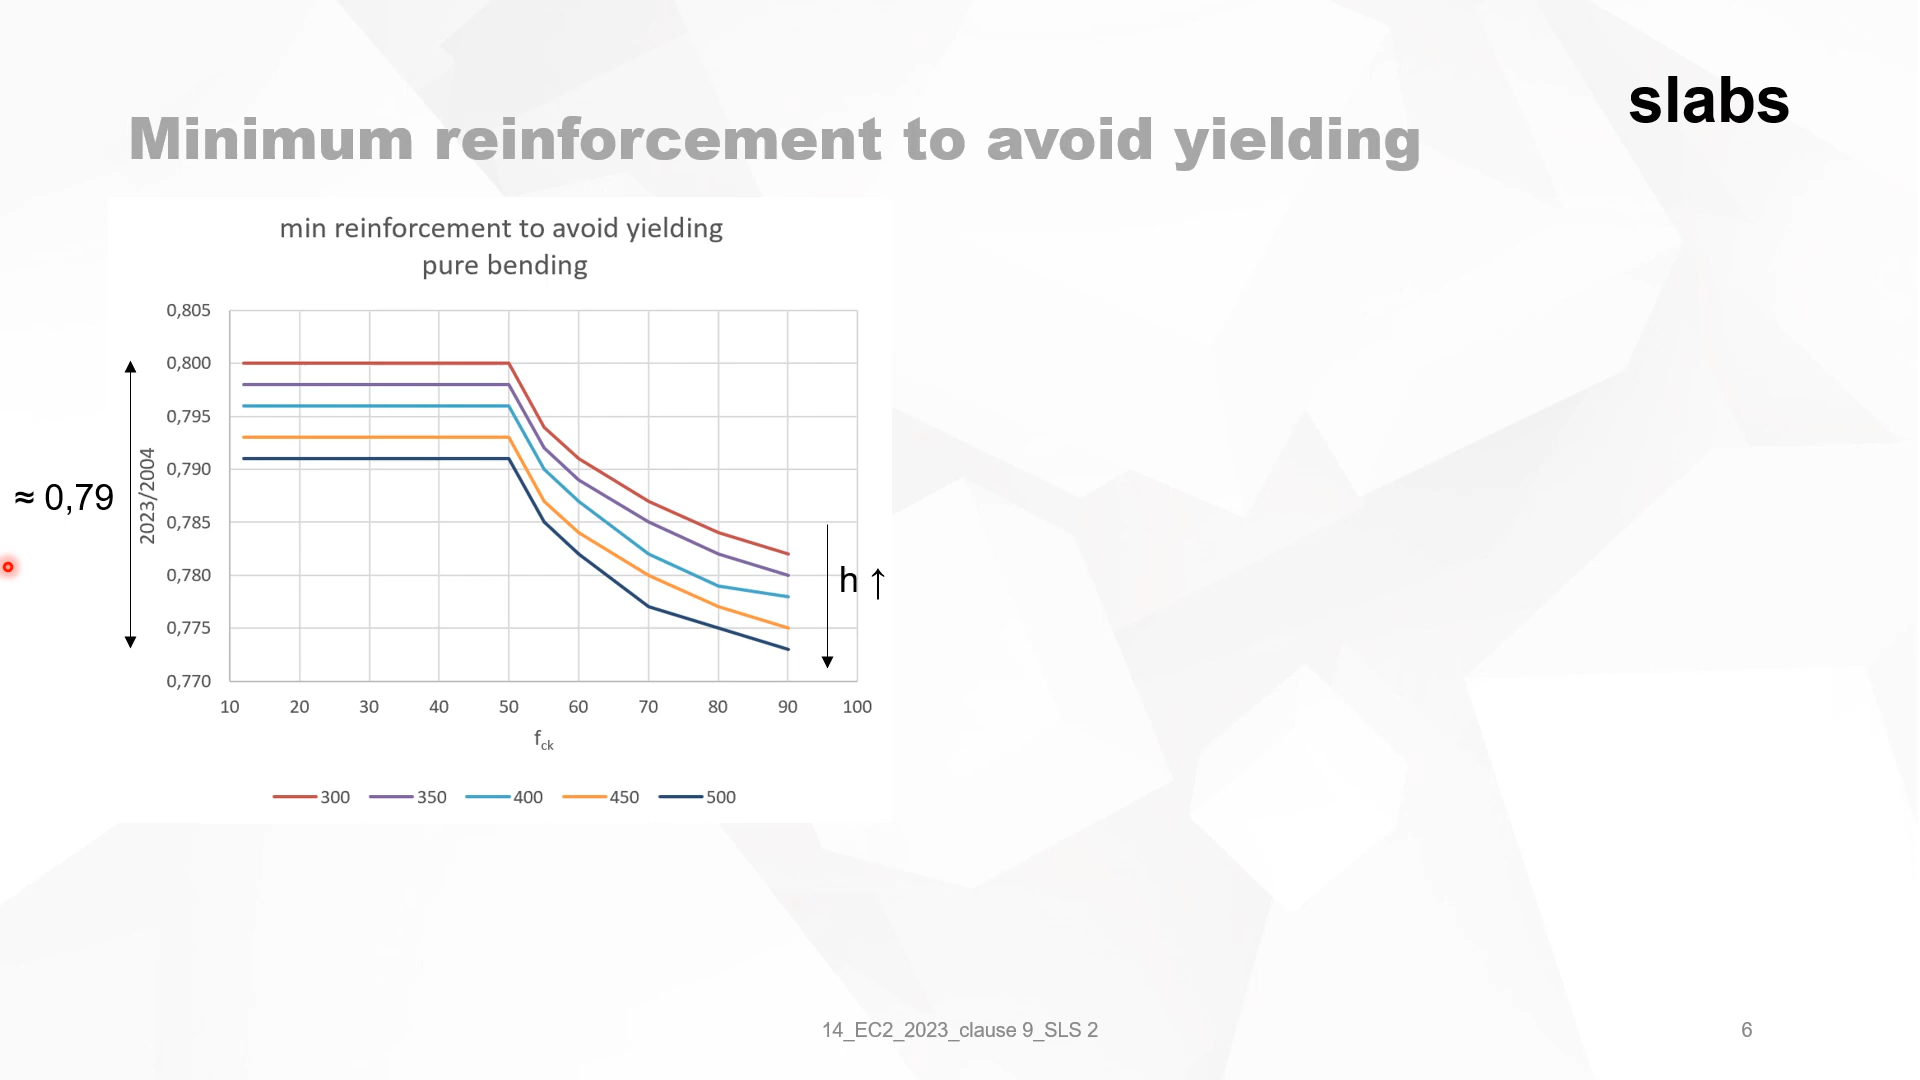 slabs
Minimum reinforcement to avoid yielding
min reinforcement to avoid yielding
pure bending
0,805
0,800
0,795
0,790
0,785
0,780
0,775
0,770
2023/2004
≈ 0,79
h ↑
10 20 30 40 50 60 70 80 90 100
fck
300 350 400 450 500
14_EC2_2023_clause 9_SLS 2
6